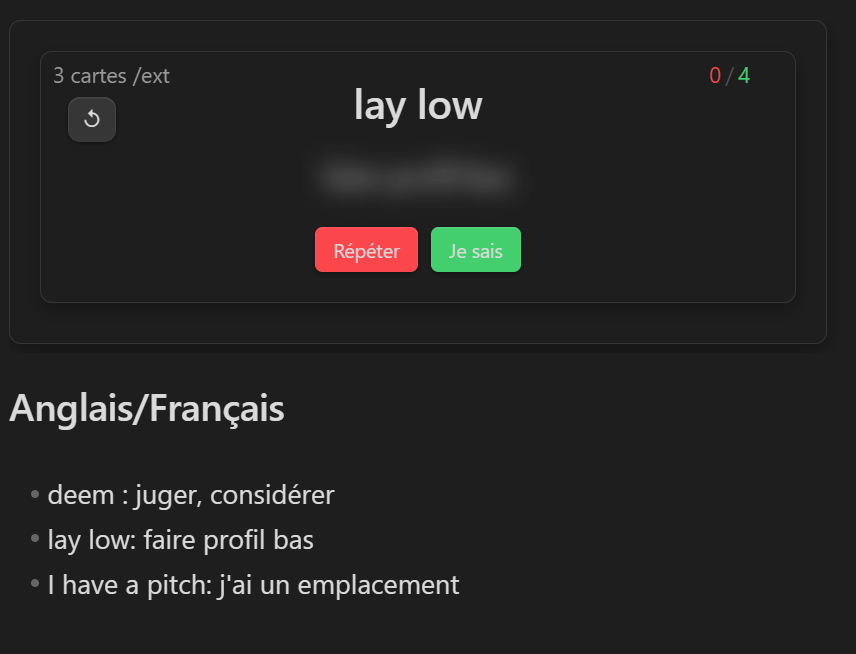 3 cartes /ext
0 / 4
lay low
Répéter
Je sais
Anglais/Français
deem : juger, considérer
lay low: faire profil bas
I have a pitch: j'ai un emplacement